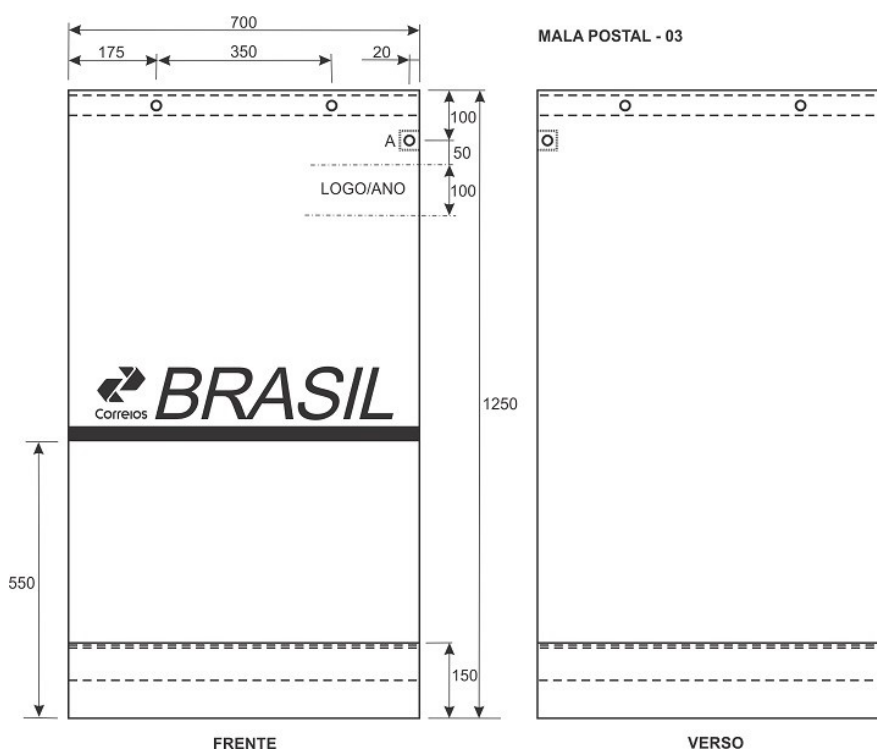 700
MALA POSTAL - 03
175 350 20
100
A
50
LOGO/ANO 100
BRASIL
Correios
1250
550
150
FRENTE VERSO